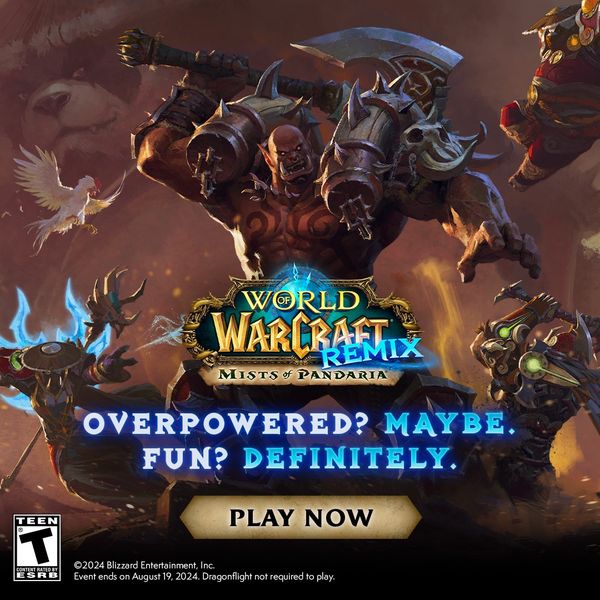 WORLD
OF
WARCRAFT
REMIX
MISTS of PANDARIA
OVERPOWERED? MAYBE.
FUN? DEFINITELY.
PLAY NOW
TEEN
T
CONTENT RATED BY
ESRB
©2024 Blizzard Entertainment, Inc.
Event ends on August 19, 2024. Dragonflight not required to play.